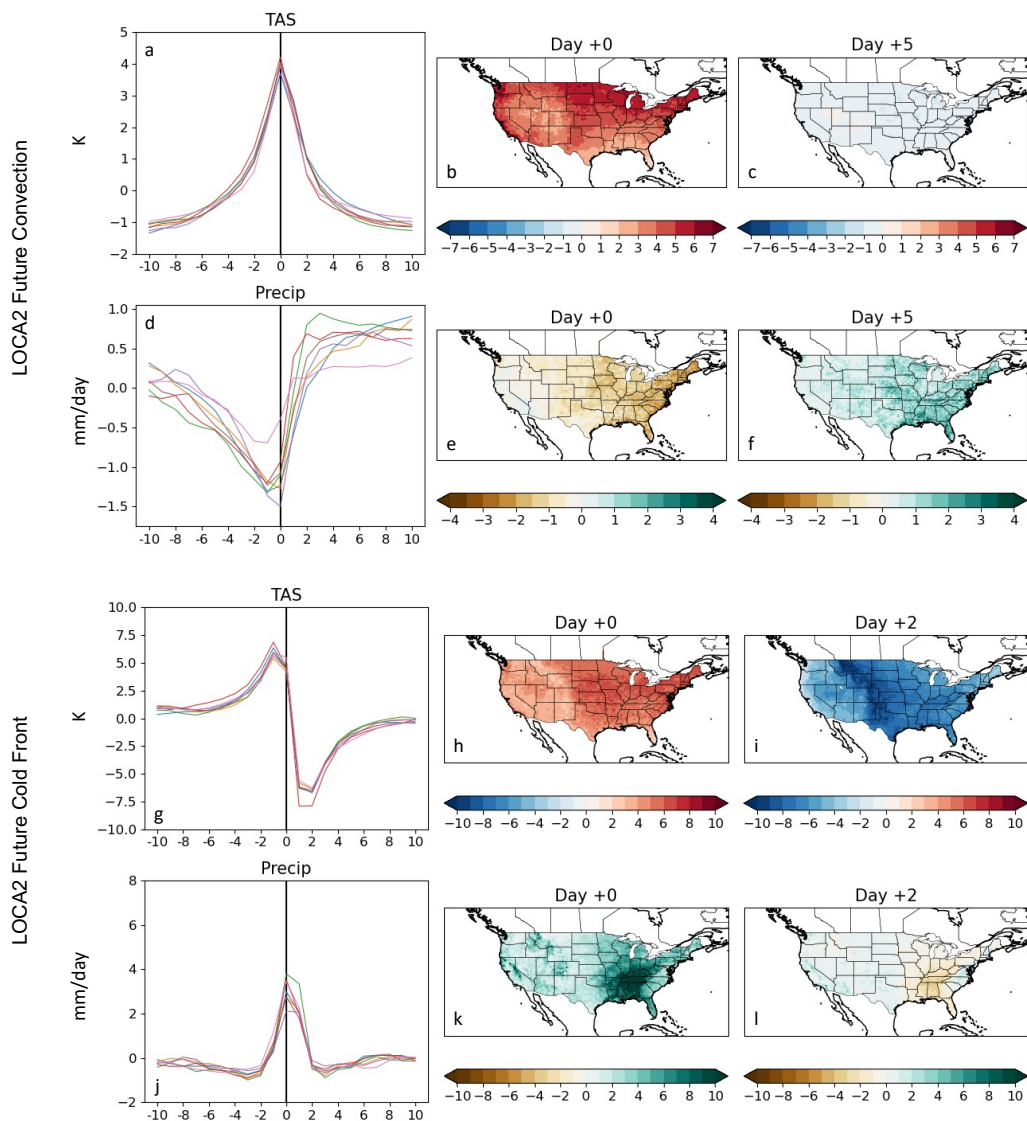 LOCA2 Future Convection
TAS
a
K
5
4
3
2
1
0
−1
−2
-10 -8 -6 -4 -2 0 2 4 6 8 10
Day +0
b
−7−6−5−4−3−2−1 0 1 2 3 4 5 6 7
Day +5
c
−7−6−5−4−3−2−1 0 1 2 3 4 5 6 7
Precip
d
mm/day
1.0
0.5
0.0
−0.5
−1.0
−1.5
-10 -8 -6 -4 -2 0 2 4 6 8 10
Day +0
e
−4 −3 −2 −1 0 1 2 3 4
Day +5
f
−4 −3 −2 −1 0 1 2 3 4
LOCA2 Future Cold Front
TAS
K
10.0
7.5
5.0
2.5
0.0
−2.5
−5.0
−7.5
−10.0
g
-10 -8 -6 -4 -2 0 2 4 6 8 10
Day +0
h
−10 −8 −6 −4 −2 0 2 4 6 8 10
Day +2
i
−10 −8 −6 −4 −2 0 2 4 6 8 10
Precip
mm/day
8
6
4
2
0
−2
j
-10 -8 -6 -4 -2 0 2 4 6 8 10
Day +0
k
−10 −8 −6 −4 −2 0 2 4 6 8 10
Day +2
l
−10 −8 −6 −4 −2 0 2 4 6 8 10